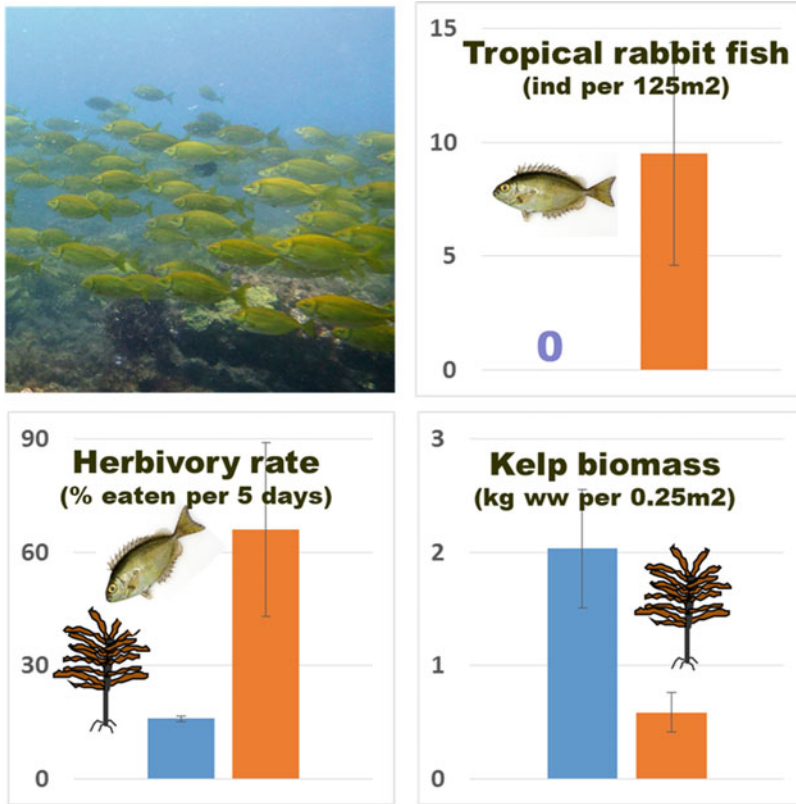 15
Tropical rabbit fish
(ind per 125m2)
10
5
0
0
90
Herbivory rate
(% eaten per 5 days)
60
30
0
3
Kelp biomass
(kg ww per 0.25m2)
2
1
0